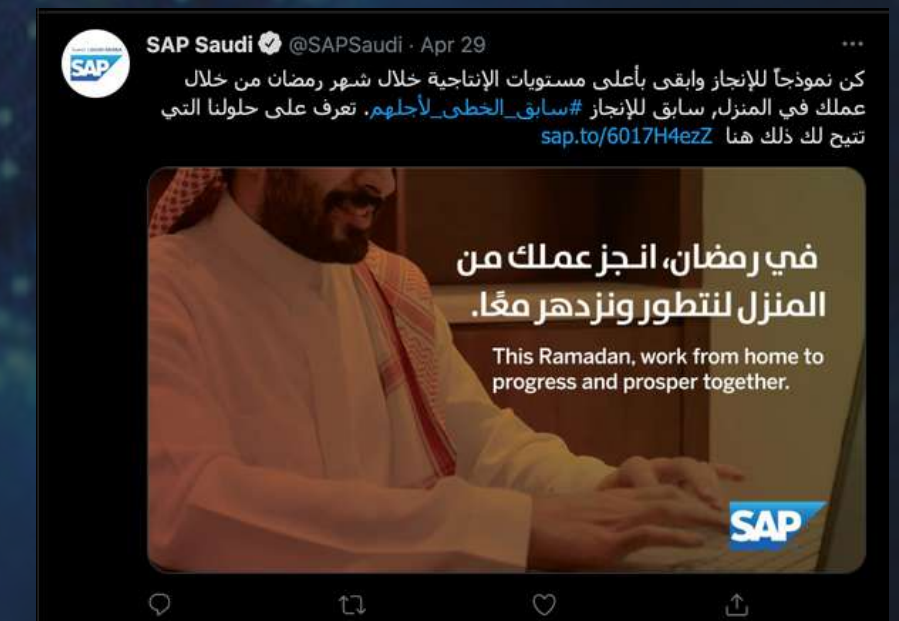 SAP Saudi @SAPSaudi · Apr 29
SAP
كن نموذجاً للإنجاز وابقى بأعلى مستويات الإنتاجية خلال شهر رمضان من خلال
عملك في المنزل, سابق للإنجاز #سابق_الخطى_لأجلهم. تعرف على حلولنا التي
تتيح لك ذلك هنا sap.to/6017H4ezZ
في رمضان، انجز عملك من
المنزل لنتطور ونزدهر معًا.
This Ramadan, work from home to
progress and prosper together.
SAP